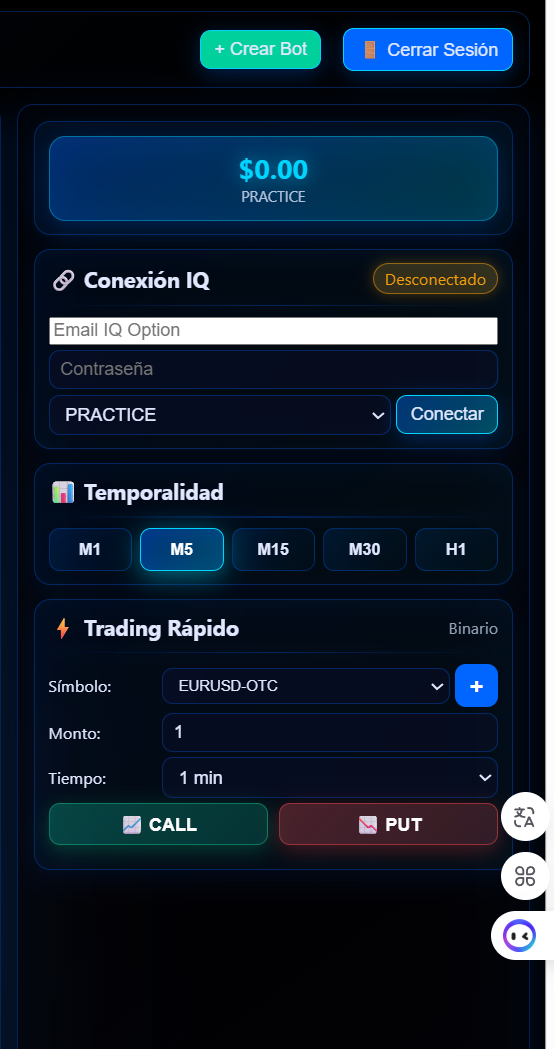 + Crear Bot
Cerrar Sesión
$0.00
PRACTICE
Conexión IQ
Desconectado
Email IQ Option
Contraseña
PRACTICE
Conectar
Temporalidad
M1 M5 M15 M30 H1
Trading Rápido
Binario
Símbolo: EURUSD-OTC +
Monto: 1
Tiempo: 1 min
CALL PUT